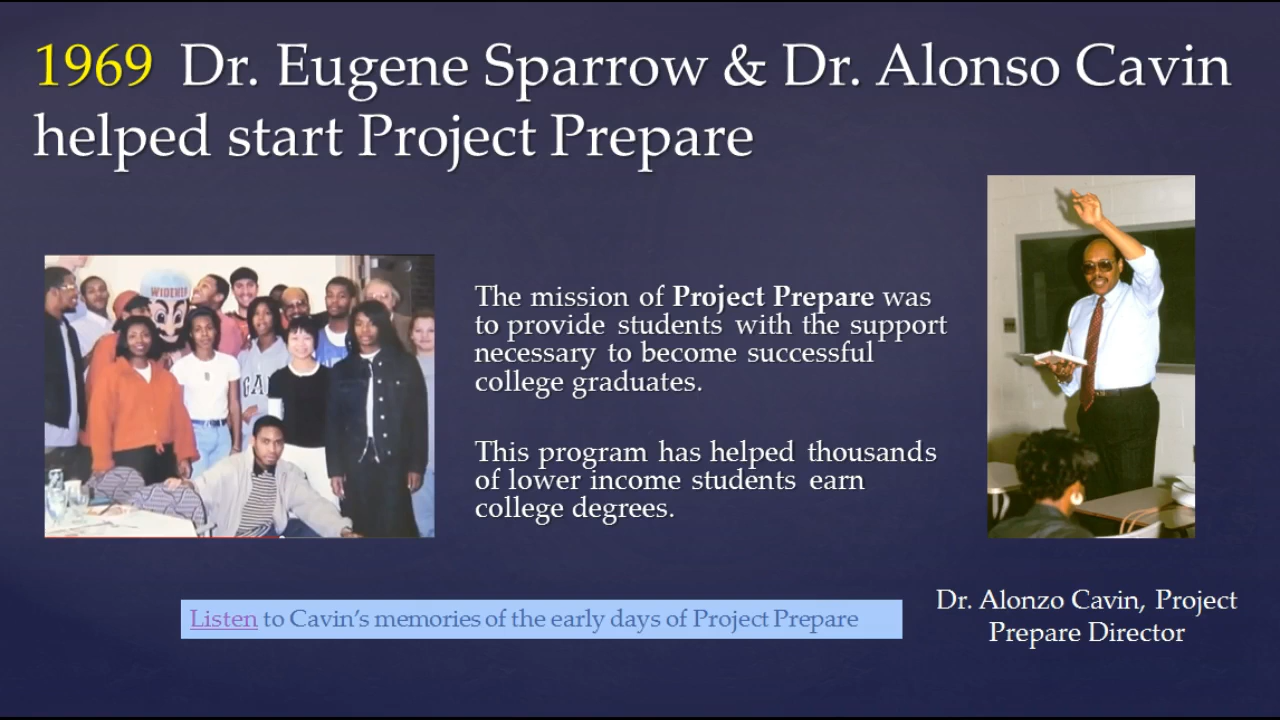 1969 Dr. Eugene Sparrow & Dr. Alonso Cavin
helped start Project Prepare
WIDENER
GA
The mission of Project Prepare was
to provide students with the support
necessary to become successful
college graduates.
This program has helped thousands
of lower income students earn
college degrees.
Listen to Cavin's memories of the early days of Project Prepare
Dr. Alonzo Cavin, Project
Prepare Director